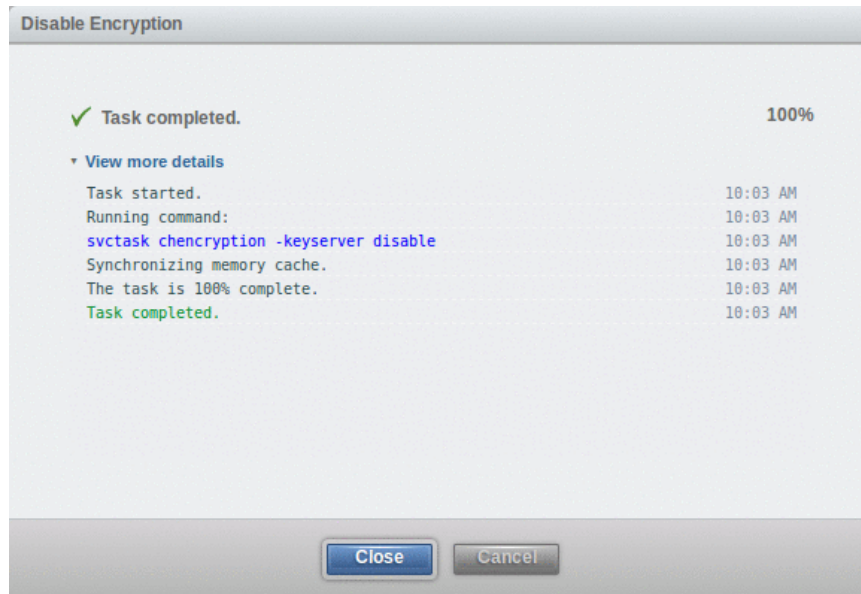 Disable Encryption
Task completed. 100%
View more details
Task started. 10:03 AM
Running command: 10:03 AM
svctask chencryption -keyserver disable 10:03 AM
Synchronizing memory cache. 10:03 AM
The task is 100% complete. 10:03 AM
Task completed. 10:03 AM
Close Cancel